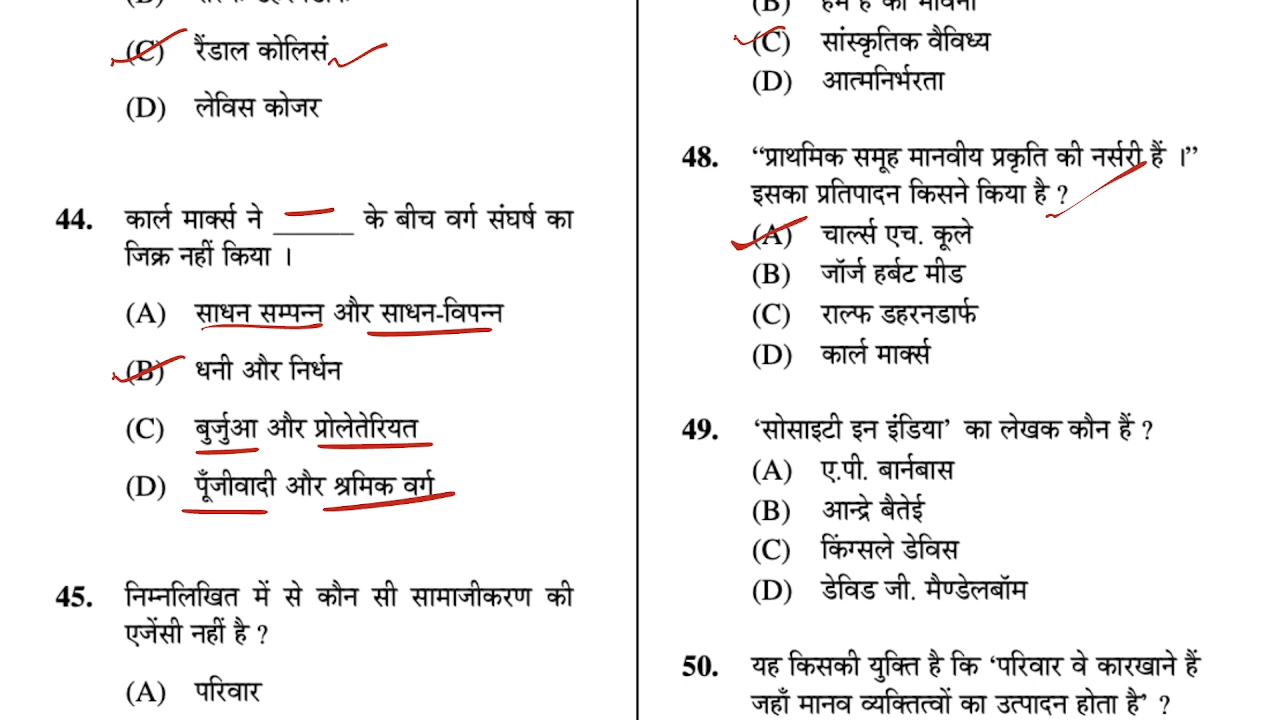 (C) रैंडाल कोलिसं
(D) लेविस कोजर
44. कार्ल मार्क्स ने ______ के बीच वर्ग संघर्ष का
जिक्र नहीं किया ।
(A) साधन सम्पन्न और साधन-विपन्न
(B) धनी और निर्धन
(C) बुर्जुआ और प्रोलेतेरियत
(D) पूँजीवादी और श्रमिक वर्ग
45. निम्नलिखित में से कौन सी सामाजीकरण की
एजेंसी नहीं है ?
(A) परिवार
(B) हम है की भावना
(C) सांस्कृतिक वैविध्य
(D) आत्मनिर्भरता
48. “प्राथमिक समूह मानवीय प्रकृति की नर्सरी हैं ।”
इसका प्रतिपादन किसने किया है ?
(A) चार्ल्स एच. कूले
(B) जॉर्ज हर्बट मीड
(C) राल्फ डहरनडार्फ
(D) कार्ल मार्क्स
49. ‘सोसाइटी इन इंडिया’ का लेखक कौन हैं ?
(A) ए.पी. बार्नबास
(B) आन्द्रे बैतेई
(C) किंग्सले डेविस
(D) डेविड जी. मैण्डेलबॉम
50. यह किसकी युक्ति है कि ‘परिवार वे कारखाने हैं
जहाँ मानव व्यक्तित्वों का उत्पादन होता है’ ?